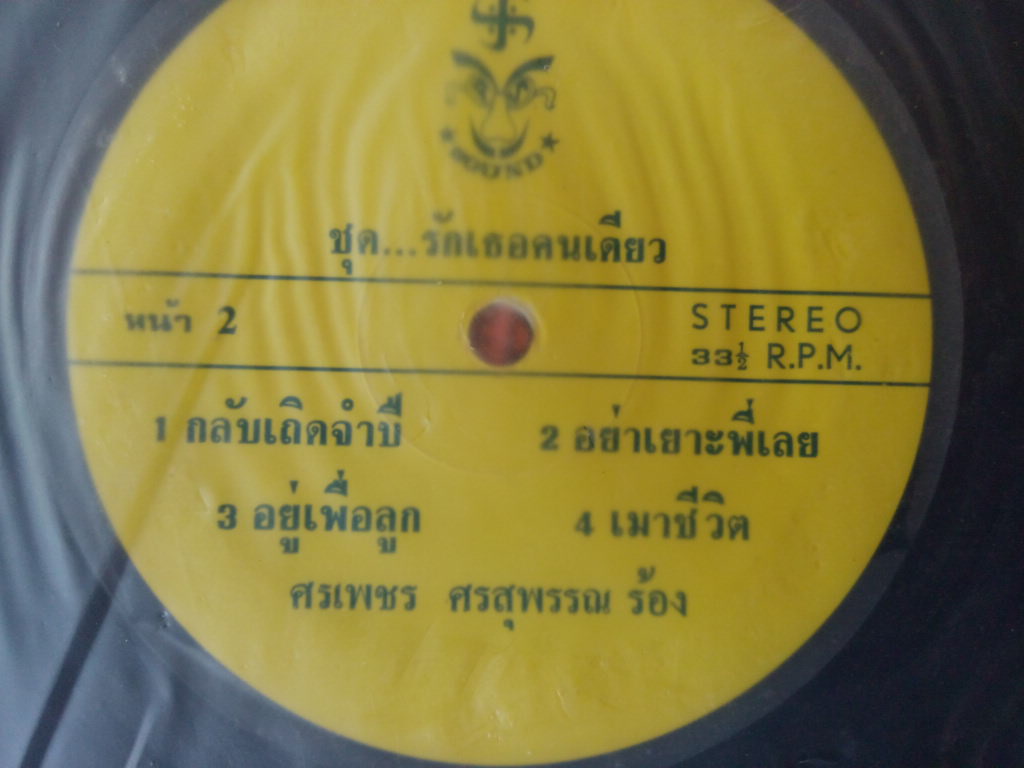 SOUND
ชุด...รักเธอคนเดียว
หน้า 2
STEREO
33½ R.P.M.
1 กลับเถิดจำบี
2 อย่าเยาะพี่เลย
3 อยู่เพื่อลูก
4 เมาชีวิต
ศรเพชร ศรสุพรรณ ร้อง